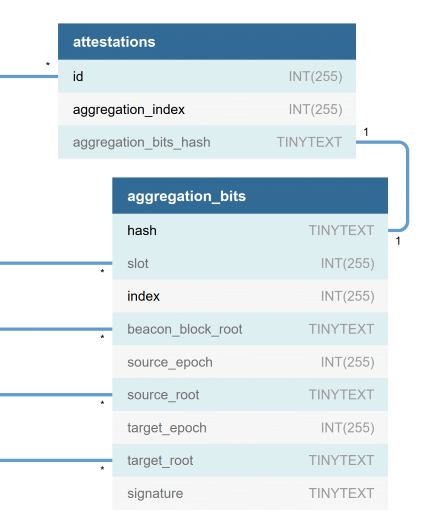 attestations
*
id INT(255)
aggregation_index INT(255)
aggregation_bits_hash TINYTEXT
1
aggregation_bits
hash TINYTEXT
1
slot INT(255)
*
index INT(255)
beacon_block_root TINYTEXT
*
source_epoch INT(255)
source_root TINYTEXT
*
target_epoch INT(255)
target_root TINYTEXT
*
signature TINYTEXT